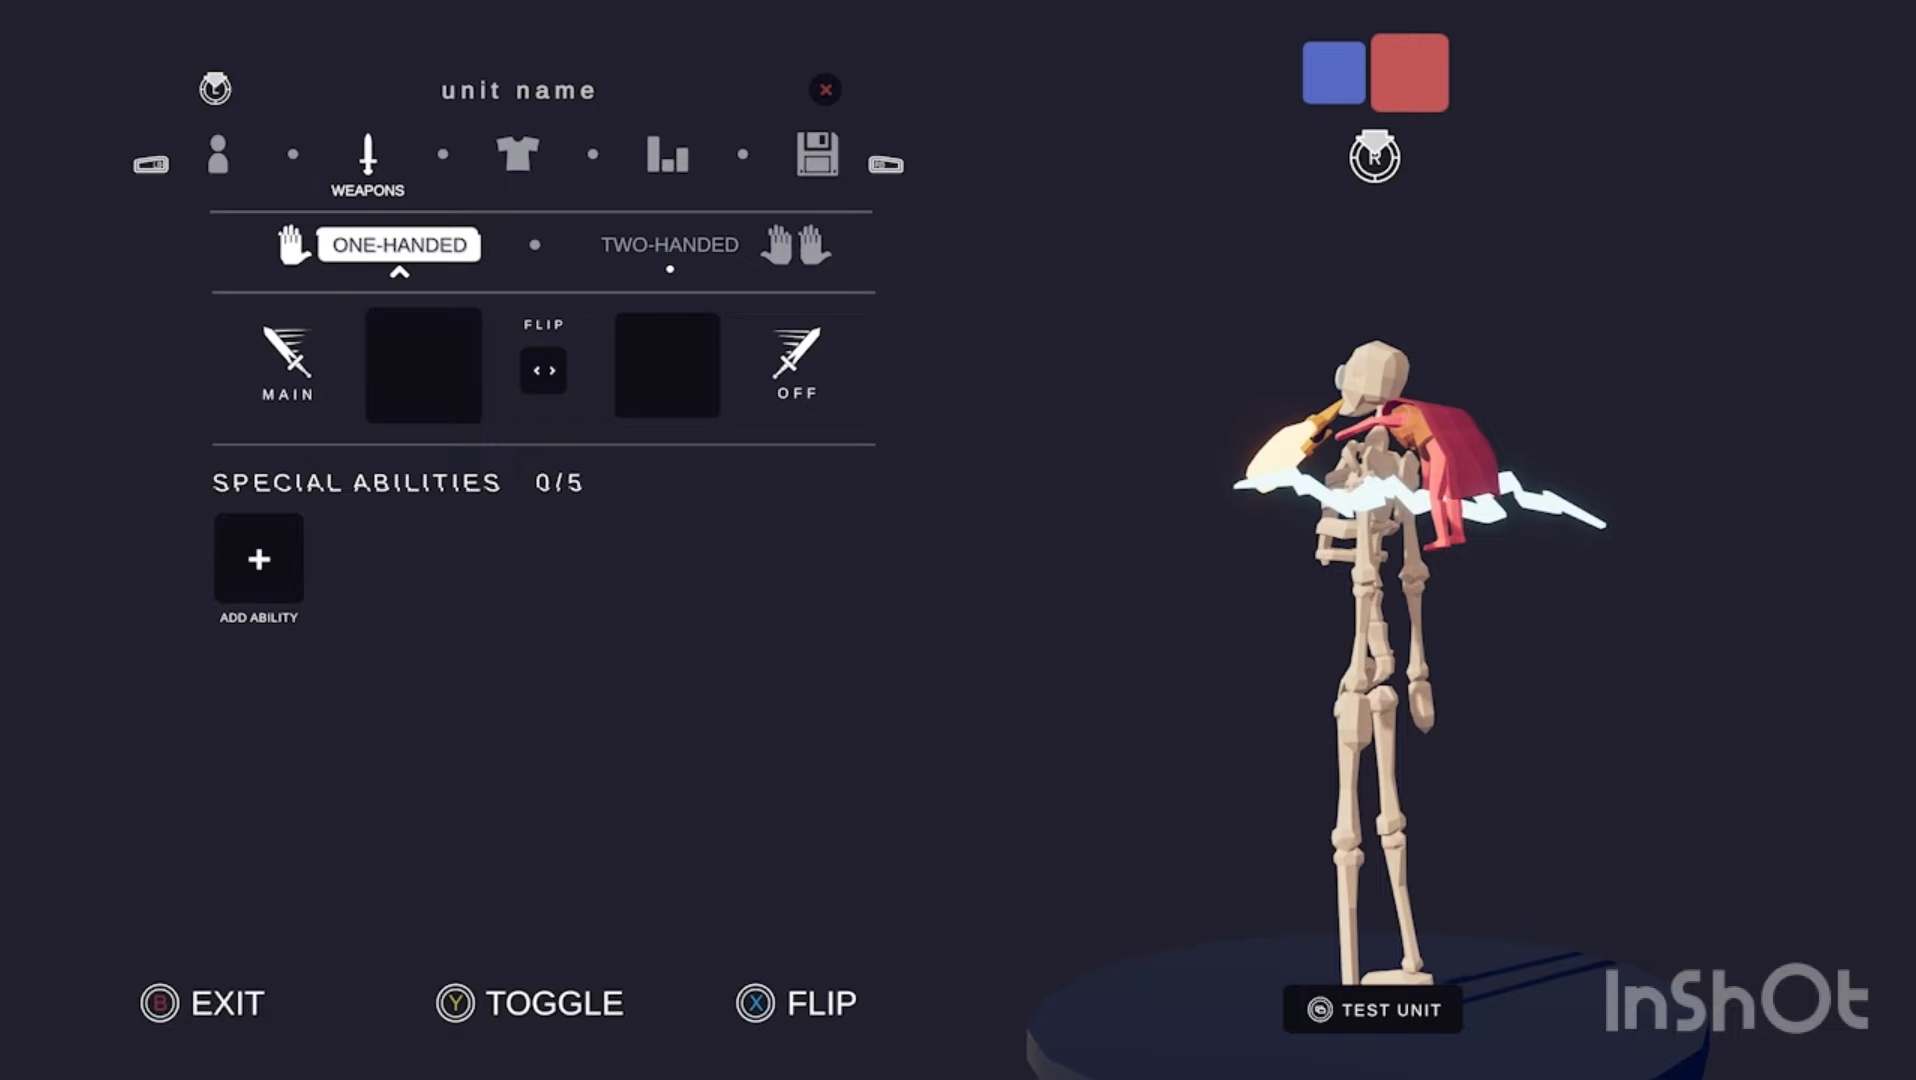 unit name
WEAPONS
R
ONE-HANDED
TWO-HANDED
FLIP
MAIN
OFF
SPECIAL ABILITIES 0/5
+
ADD ABILITY
B EXIT
Y TOGGLE
X FLIP
TEST UNIT
InShOt